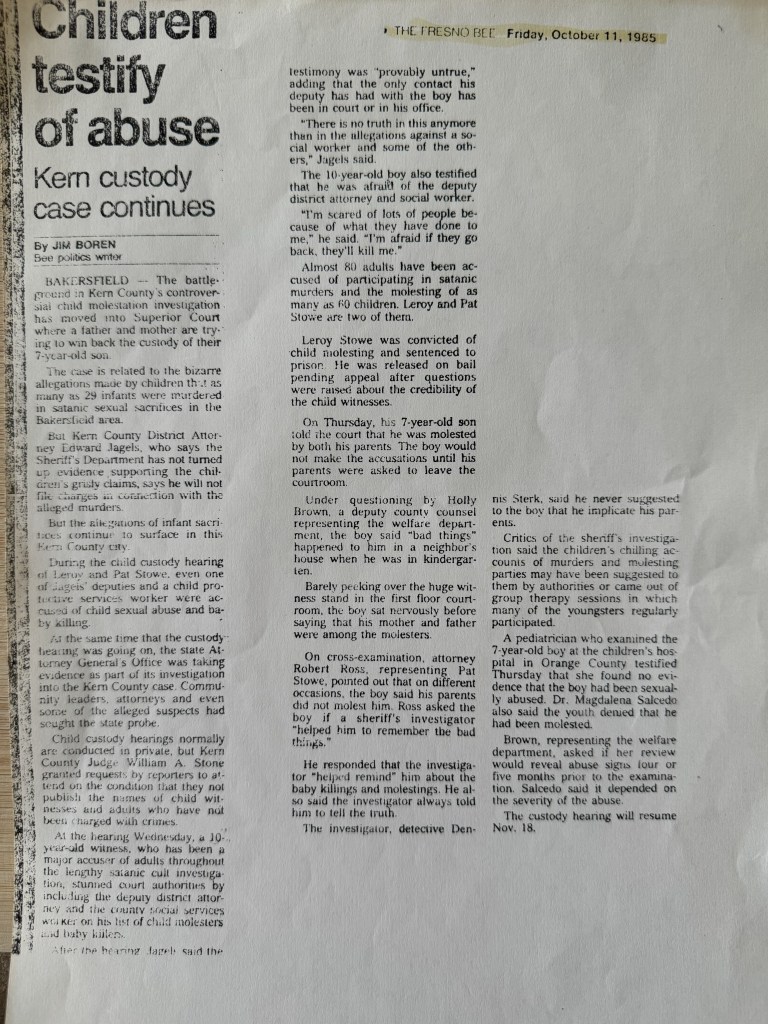 Children
testify
of abuse
Kern custody
case continues
By JIM BOREN
Bee politics writer
THE FRESNO BEE Friday, October 11, 1985
BAKERSFIELD — The battle-
ground in Kern County's controver-
sial child molestation investigation
has moved into Superior Court
where a father and mother are try-
ing to win back the custody of their
7-year-old son.
The case is related to the bizarre
allegations made by children that as
many as 29 infants were murdered
in satanic sexual sacrifices in the
Bakersfield area.
But Kern County District Attor-
ney Edward Jagels, who says the
Sheriff's Department has not turned
up evidence supporting the chil-
dren's grisly claims, says he will not
file charges in connection with the
alleged murders.
But the allegations of infant sacri-
fices continue to surface in this
Kern County city.
During the child custody hearing
of Leroy and Pat Stowe, even one
of Jagels' deputies and a child pro-
tective services worker were ac-
cused of child sexual abuse and ba-
by killing.
At the same time that the custody
hearing was going on, the state At-
torney General's Office was taking
evidence as part of its investigation
into the Kern County case. Commu-
nity leaders, attorneys and even
some of the alleged suspects had
sought the state probe.
Child custody hearings normally
are conducted in private, but Kern
County Judge William A. Stone
granted requests by reporters to at-
tend on the condition that they not
publish the names of child wit-
nesses and adults who have not
been charged with crimes.
At the hearing Wednesday, a 10-
year-old witness, who has been a
major accuser of adults throughout
the lengthy satanic cult investiga-
tion, stunned court authorities by
including the deputy district attor-
ney and the county social services
worker on his list of child molesters
and baby killers.
After the hearing Jagels said the
testimony was "provably untrue,"
adding that the only contact his
deputy has had with the boy has
been in court or in his office.
"There is no truth in this anymore
than in the allegations against a so-
cial worker and some of the oth-
ers," Jagels said.
The 10-year-old boy also testified
that he was afraid of the deputy
district attorney and social worker.
"I'm scared of lots of people be-
cause of what they have done to
me," he said. "I'm afraid if they go
back, they'll kill me."
Almost 80 adults have been ac-
cused of participating in satanic
murders and the molesting of as
many as 60 children. Leroy and Pat
Stowe are two of them.
Leroy Stowe was convicted of
child molesting and sentenced to
prison. He was released on bail
pending appeal after questions
were raised about the credibility of
the child witnesses.
On Thursday, his 7-year-old son
told the court that he was molested
by both his parents The boy would
not make the accusations until his
parents were asked to leave the
courtroom.
Under questioning by Holly
Brown, a deputy county counsel
representing the welfare depart-
ment, the boy said "bad things"
happened to him in a neighbor's
house when he was in kindergar-
ten.
Barely peeking over the huge wit-
ness stand in the first floor court-
room, the boy sat nervously before
saying that his mother and father
were among the molesters.
On cross-examination, attorney
Robert Ross, representing Pat
Stowe, pointed out that on different
occasions, the boy said his parents
did not molest him. Ross asked the
boy if a sheriff's investigator
"helped him to remember the bad
things."
He responded that the investiga-
tor "helped remind" him about the
baby killings and molestings. He al-
so said the investigator always told
him to tell the truth.
The investigator, detective Den-
nis Sterk, said he never suggested
to the boy that he implicate his par-
ents.
Critics of the sheriff's investiga-
tion said the children's chilling ac-
counts of murders and molesting
parties may have been suggested to
them by authorities or came out of
group therapy sessions in which
many of the youngsters regularly
participated.
A pediatrician who examined the
7-year-old boy at the children's hos-
pital in Orange County testified
Thursday that she found no evi-
dence that the boy had been sexual-
ly abused. Dr. Magdalena Salcedo
also said the youth denied that he
had been molested.
Brown, representing the welfare
department, asked if her review
would reveal abuse signs four or
five months prior to the examina-
tion. Salcedo said it depended on
the severity of the abuse.
The custody hearing will resume
Nov. 18.